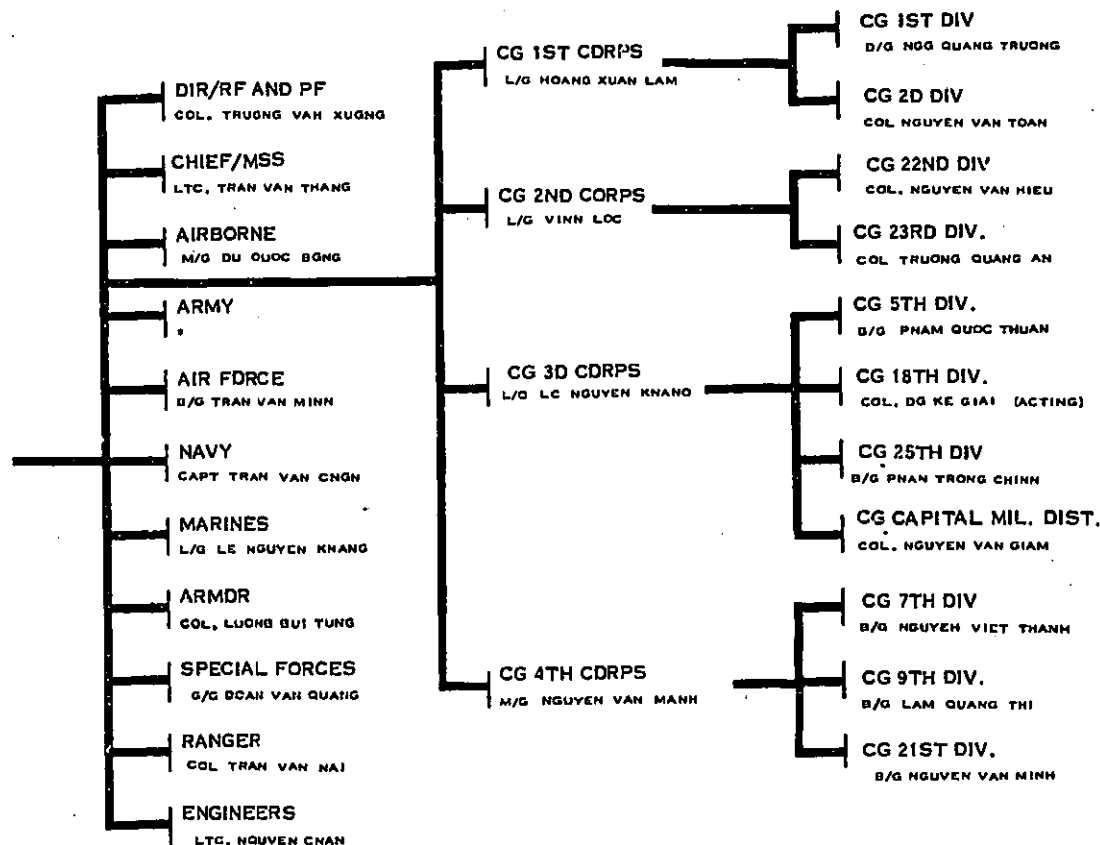 DIR/RF AND PF
COL. TRUONG VAN XUONG
CHIEF/MSS
LTC, TRAN VAN THANG
AIRBORNE
M/G DU QUOC BONG
ARMY
*
AIR FORCE
B/G TRAN VAN MINH
NAVY
CAPT TRAN VAN CHON
MARINES
L/G LE NGUYEN KHANG
ARMOR
COL. LUONG BUI TUNG
SPECIAL FORCES
B/G DOAN VAN QUANG
RANGER
COL TRAN VAN HAI
ENGINEERS
LTC, NGUYEN CHAN
CG 1ST CORPS
L/G HOANG XUAN LAM
CG 2ND CORPS
L/G VINH LOC
CG 3D CORPS
L/G LE NGUYEN KHANG
CG 4TH CORPS
M/G NGUYEN VAN MANH
CG 1ST DIV
B/G NGO QUANG TRUONG
CG 2D DIV
COL NGUYEN VAN TOAN
CG 22ND DIV
COL. NGUYEN VAN HIEU
CG 23RD DIV.
COL TRUONG QUANG AN
CG 5TH DIV.
B/G PHAM QUOC THUAN
CG 18TH DIV.
COL. DO KE GIAI (ACTING)
CG 25TH DIV
B/G PHAN TRONG CHINH
CG CAPITAL MIL. DIST.
COL. NGUYEN VAN GIAM
CG 7TH DIV
B/G NGUYEN VIET THANH
CG 9TH DIV.
B/G LAM QUANG THI
CG 21ST DIV.
B/G NGUYEN VAN MINH